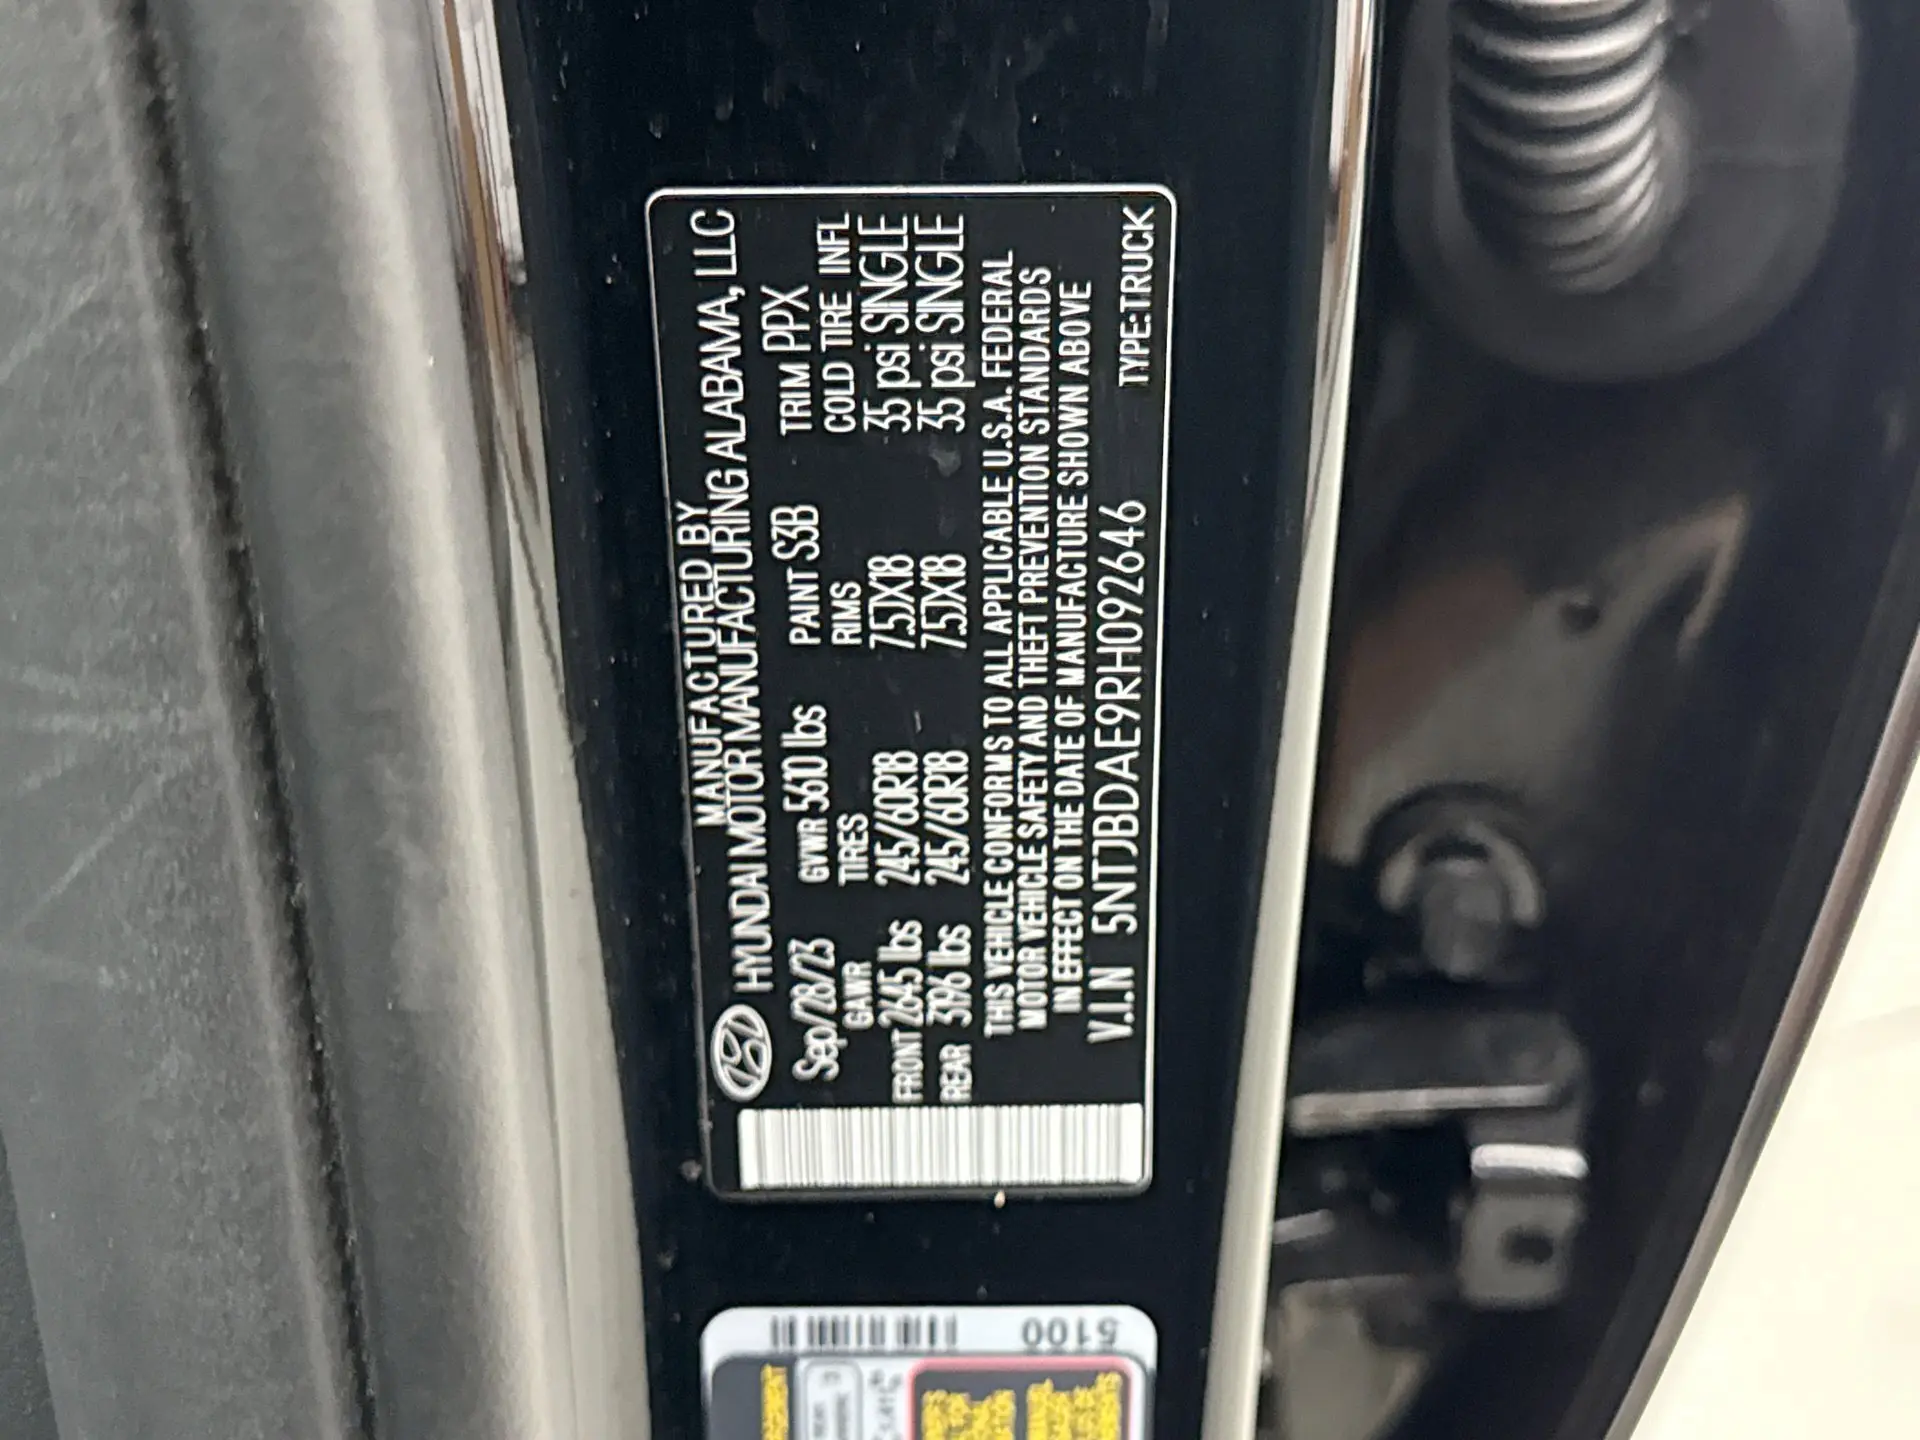 MANUFACTURED BY
HYUNDAI MOTOR MANUFACTURING ALABAMA, LLC
Sep/28/23 GVWR 5610 lbs PAINT S3B TRIM PPX
GAWR TIRES RIMS COLD TIRE INFL
FRONT 2645 lbs 245/60R18 7.5JX18 35 psi SINGLE
REAR 3196 lbs 245/60R18 7.5JX18 35 psi SINGLE
THIS VEHICLE CONFORMS TO ALL APPLICABLE U.S.A. FEDERAL
MOTOR VEHICLE SAFETY AND THEFT PREVENTION STANDARDS
IN EFFECT ON THE DATE OF MANUFACTURE SHOWN ABOVE
V.I.N 5NTJBDAE9RH092646 TYPE:TRUCK
5100